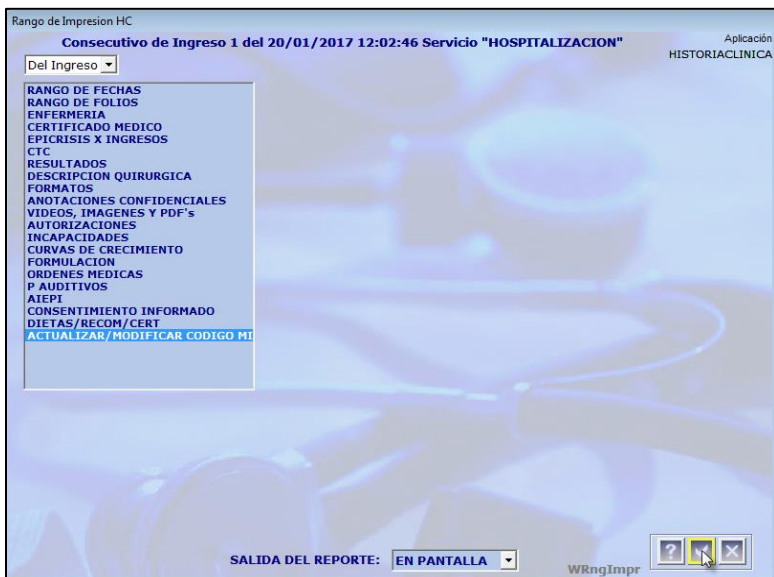 Rango de Impresion HC
Consecutivo de Ingreso 1 del 20/01/2017 12:02:46 Servicio "HOSPITALIZACION"
Aplicación
HISTORIACLINICA
Del Ingreso
RANGO DE FECHAS
RANGO DE FOLIOS
ENFERMERIA
CERTIFICADO MEDICO
EPICRISIS X INGRESOS
CTC
RESULTADOS
DESCRIPCION QUIRURGICA
FORMATOS
ANOTACIONES CONFIDENCIALES
VIDEOS, IMAGENES Y PDF's
AUTORIZACIONES
INCAPACIDADES
CURVAS DE CRECIMIENTO
FORMULACION
ORDENES MEDICAS
P AUDITIVOS
AIEPI
CONSENTIMIENTO INFORMADO
DIETAS/RECOM/CERT
ACTUALIZAR/MODIFICAR CODIGO MI
SALIDA DEL REPORTE: EN PANTALLA
WRngImpr
?